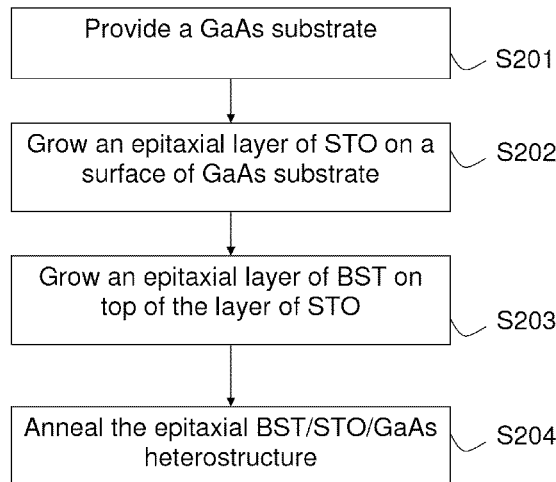 Provide a GaAs substrate
S201
Grow an epitaxial layer of STO on a
surface of GaAs substrate
S202
Grow an epitaxial layer of BST on
top of the layer of STO
S203
Anneal the epitaxial BST/STO/GaAs
heterostructure
S204